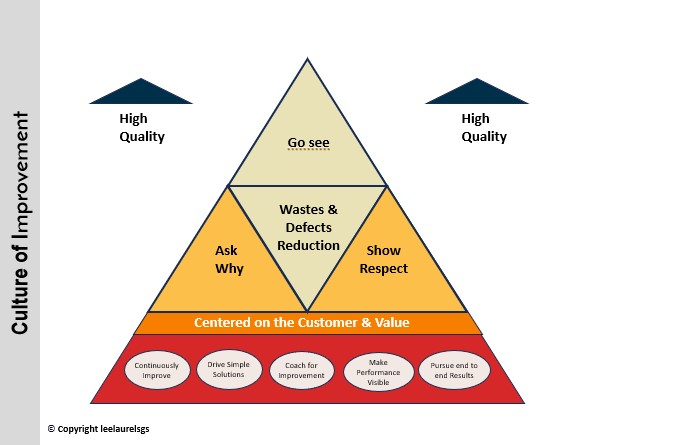 Culture of Improvement
High
Quality
High
Quality
Go see
Wastes &
Defects
Reduction
Ask
Why
Show
Respect
Centered on the Customer & Value
Continuously
Improve
Drive Simple
Solutions
Coach for
Improvement
Make
Performance
Visible
Pursue end to
end Results
© Copyright leelaurelsgs